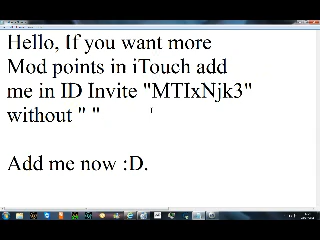 Hello, If you want more
Mod points in iTouch add
me in ID Invite "MTIxNjk3"
without " "
Add me now :D.